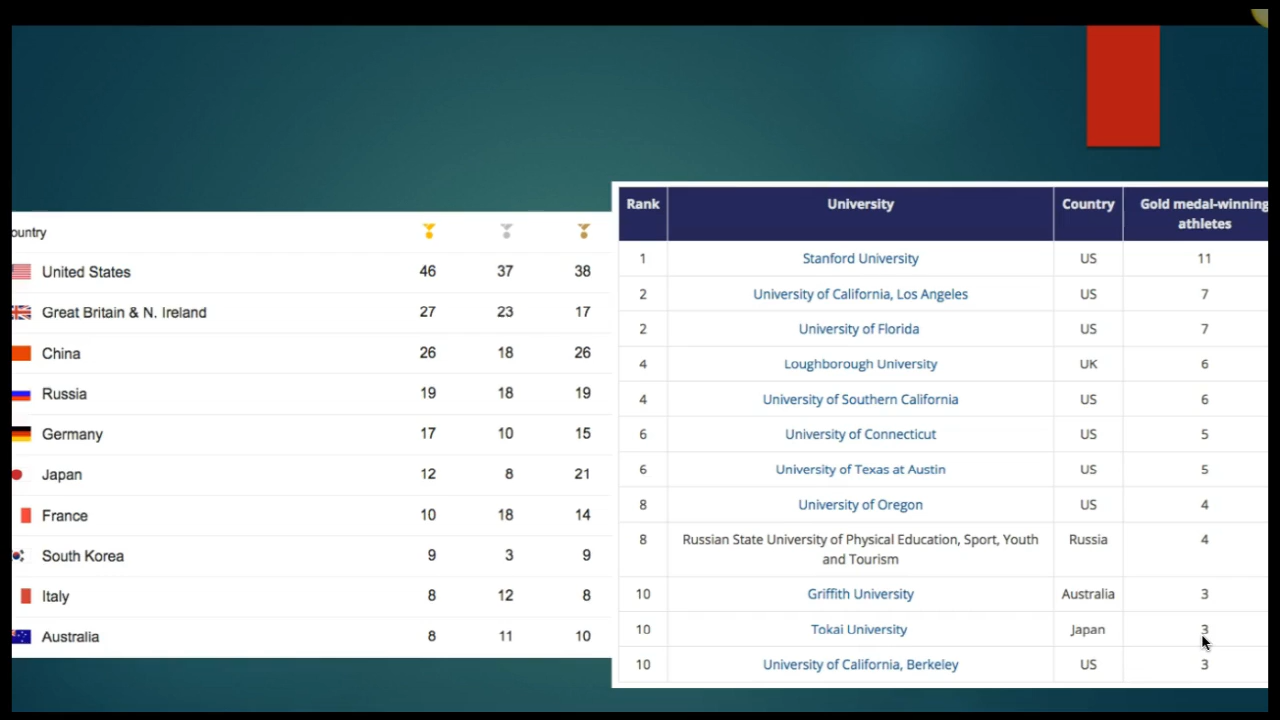 ountry
United States 46 37 38
Great Britain & N. Ireland 27 23 17
China 26 18 26
Russia 19 18 19
Germany 17 10 15
Japan 12 8 21
France 10 18 14
South Korea 9 3 9
Italy 8 12 8
Australia 8 11 10
Rank University Country Gold medal-winning
athletes
1 Stanford University US 11
2 University of California, Los Angeles US 7
2 University of Florida US 7
4 Loughborough University UK 6
4 University of Southern California US 6
6 University of Connecticut US 5
6 University of Texas at Austin US 5
8 University of Oregon US 4
8 Russian State University of Physical Education, Sport, Youth Russia 4
and Tourism
10 Griffith University Australia 3
10 Tokai University Japan 3
10 University of California, Berkeley US 3